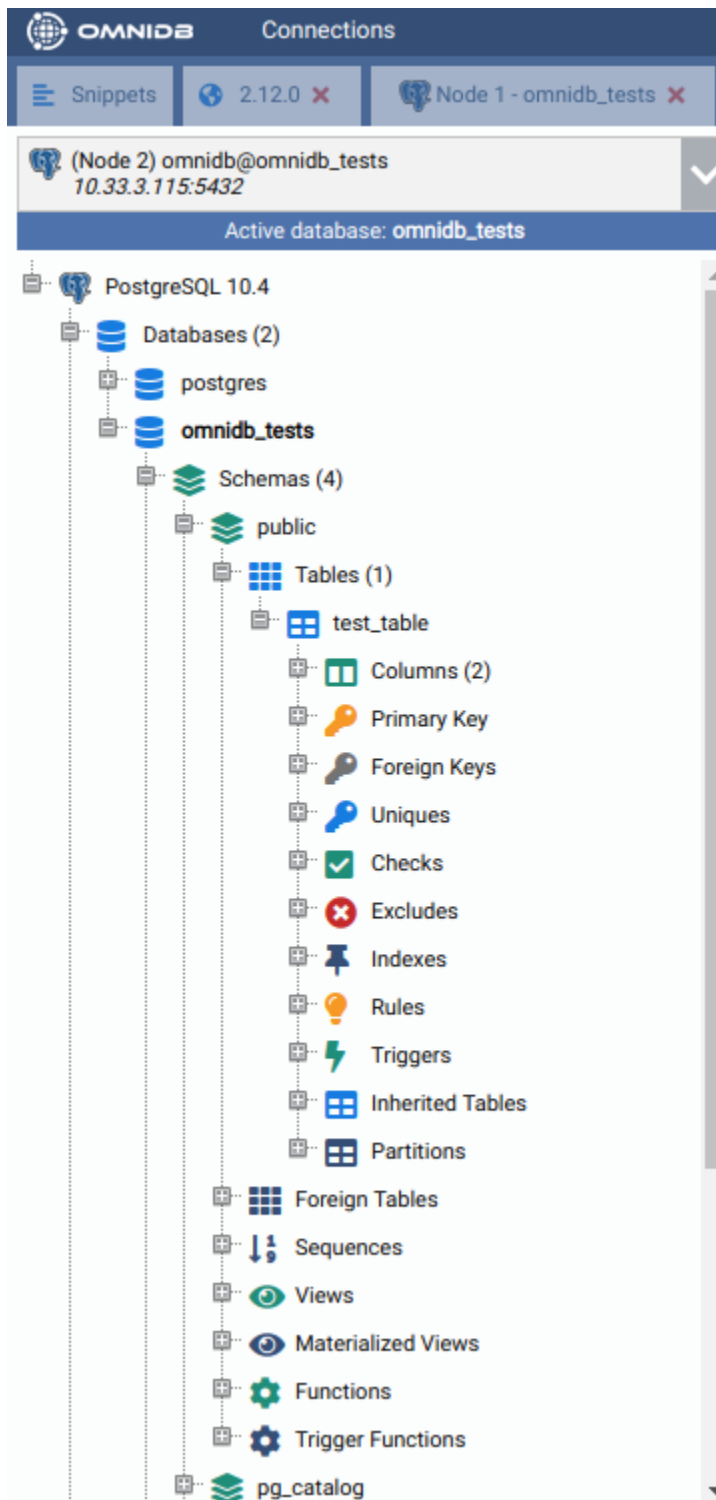 OMNIDB Connections
Snippets 2.12.0 Node 1 - omnidb_tests
(Node 2) omnidb@omnidb_tests
10.33.3.115:5432
Active database: omnidb_tests
PostgreSQL 10.4
Databases (2)
postgres
omnidb_tests
Schemas (4)
public
Tables (1)
test_table
Columns (2)
Primary Key
Foreign Keys
Uniques
Checks
Excludes
Indexes
Rules
Triggers
Inherited Tables
Partitions
Foreign Tables
Sequences
Views
Materialized Views
Functions
Trigger Functions
pg_catalog